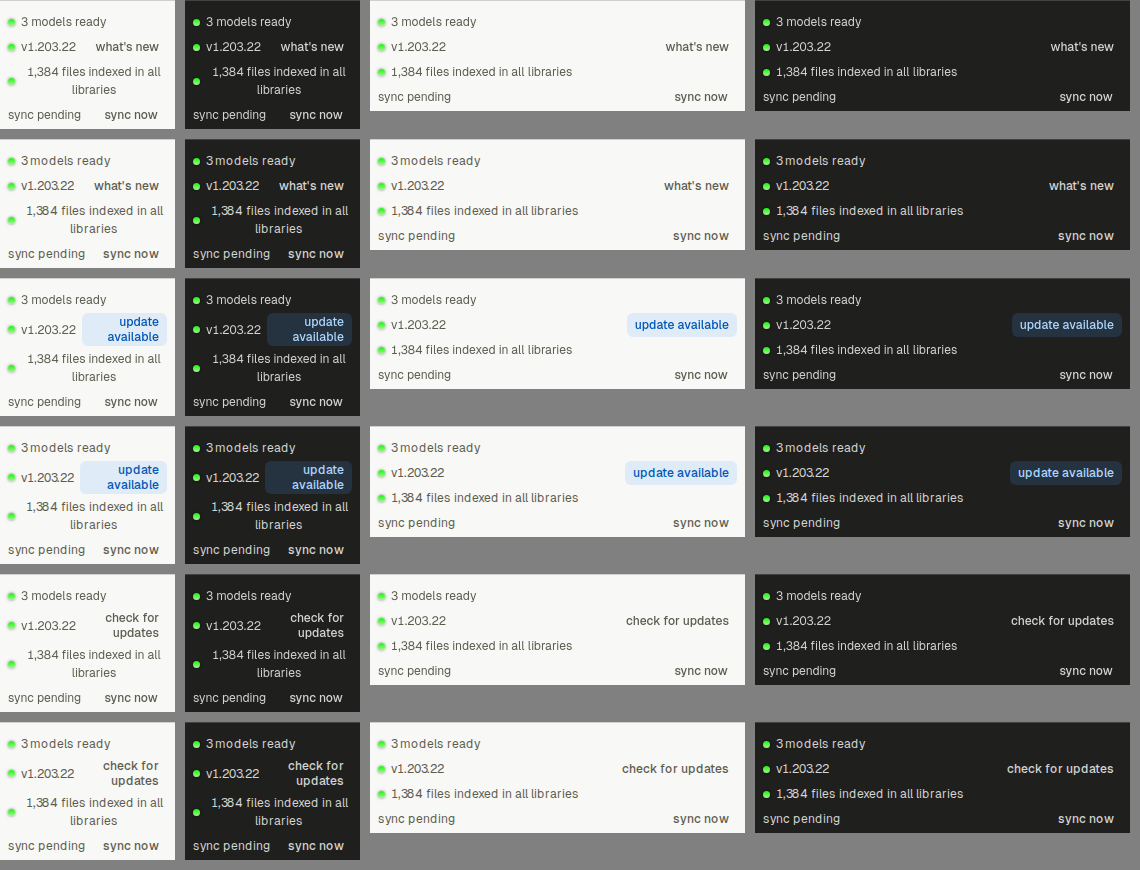 3 models ready
v1.203.22 what's new
1,384 files indexed in all
libraries
sync pending sync now
3 models ready
v1.203.22 what's new
1,384 files indexed in all
libraries
sync pending sync now
3 models ready
v1.203.22 what's new
1,384 files indexed in all libraries
sync pending sync now
3 models ready
v1.203.22 what's new
1,384 files indexed in all libraries
sync pending sync now
3 models ready
v1.203.22 what's new
1,384 files indexed in all
libraries
sync pending sync now
3 models ready
v1.203.22 what's new
1,384 files indexed in all
libraries
sync pending sync now
3 models ready
v1.203.22 what's new
1,384 files indexed in all libraries
sync pending sync now
3 models ready
v1.203.22 what's new
1,384 files indexed in all libraries
sync pending sync now
3 models ready
v1.203.22 update
available
1,384 files indexed in all
libraries
sync pending sync now
3 models ready
v1.203.22 update
available
1,384 files indexed in all
libraries
sync pending sync now
3 models ready
v1.203.22 update available
1,384 files indexed in all libraries
sync pending sync now
3 models ready
v1.203.22 update available
1,384 files indexed in all libraries
sync pending sync now
3 models ready
v1.203.22 update
available
1,384 files indexed in all
libraries
sync pending sync now
3 models ready
v1.203.22 update
available
1,384 files indexed in all
libraries
sync pending sync now
3 models ready
v1.203.22 update available
1,384 files indexed in all libraries
sync pending sync now
3 models ready
v1.203.22 update available
1,384 files indexed in all libraries
sync pending sync now
3 models ready
v1.203.22 check for
updates
1,384 files indexed in all
libraries
sync pending sync now
3 models ready
v1.203.22 check for
updates
1,384 files indexed in all
libraries
sync pending sync now
3 models ready
v1.203.22 check for updates
1,384 files indexed in all libraries
sync pending sync now
3 models ready
v1.203.22 check for updates
1,384 files indexed in all libraries
sync pending sync now
3 models ready
v1.203.22 check for
updates
1,384 files indexed in all
libraries
sync pending sync now
3 models ready
v1.203.22 check for
updates
1,384 files indexed in all
libraries
sync pending sync now
3 models ready
v1.203.22 check for updates
1,384 files indexed in all libraries
sync pending sync now
3 models ready
v1.203.22 check for updates
1,384 files indexed in all libraries
sync pending sync now